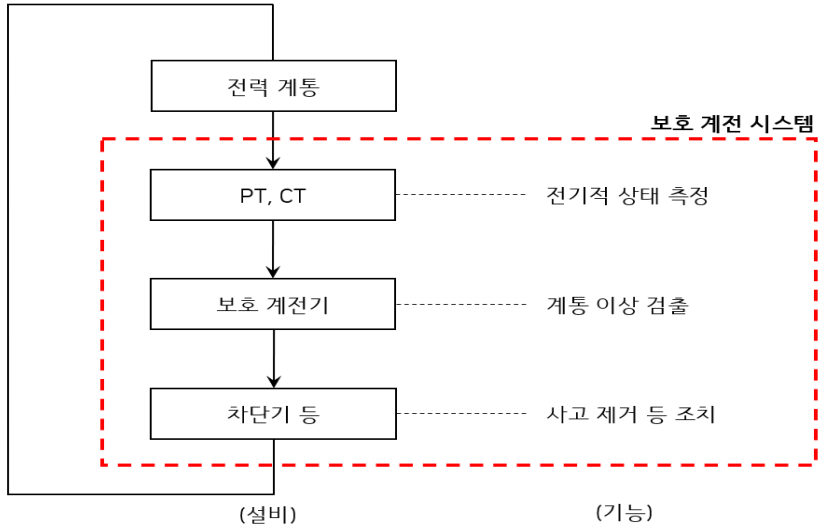 전력 계통
보호 계전 시스템
PT, CT
전기적 상태 측정
보호 계전기
계통 이상 검출
차단기 등
사고 제거 등 조치
(설비)
(기능)